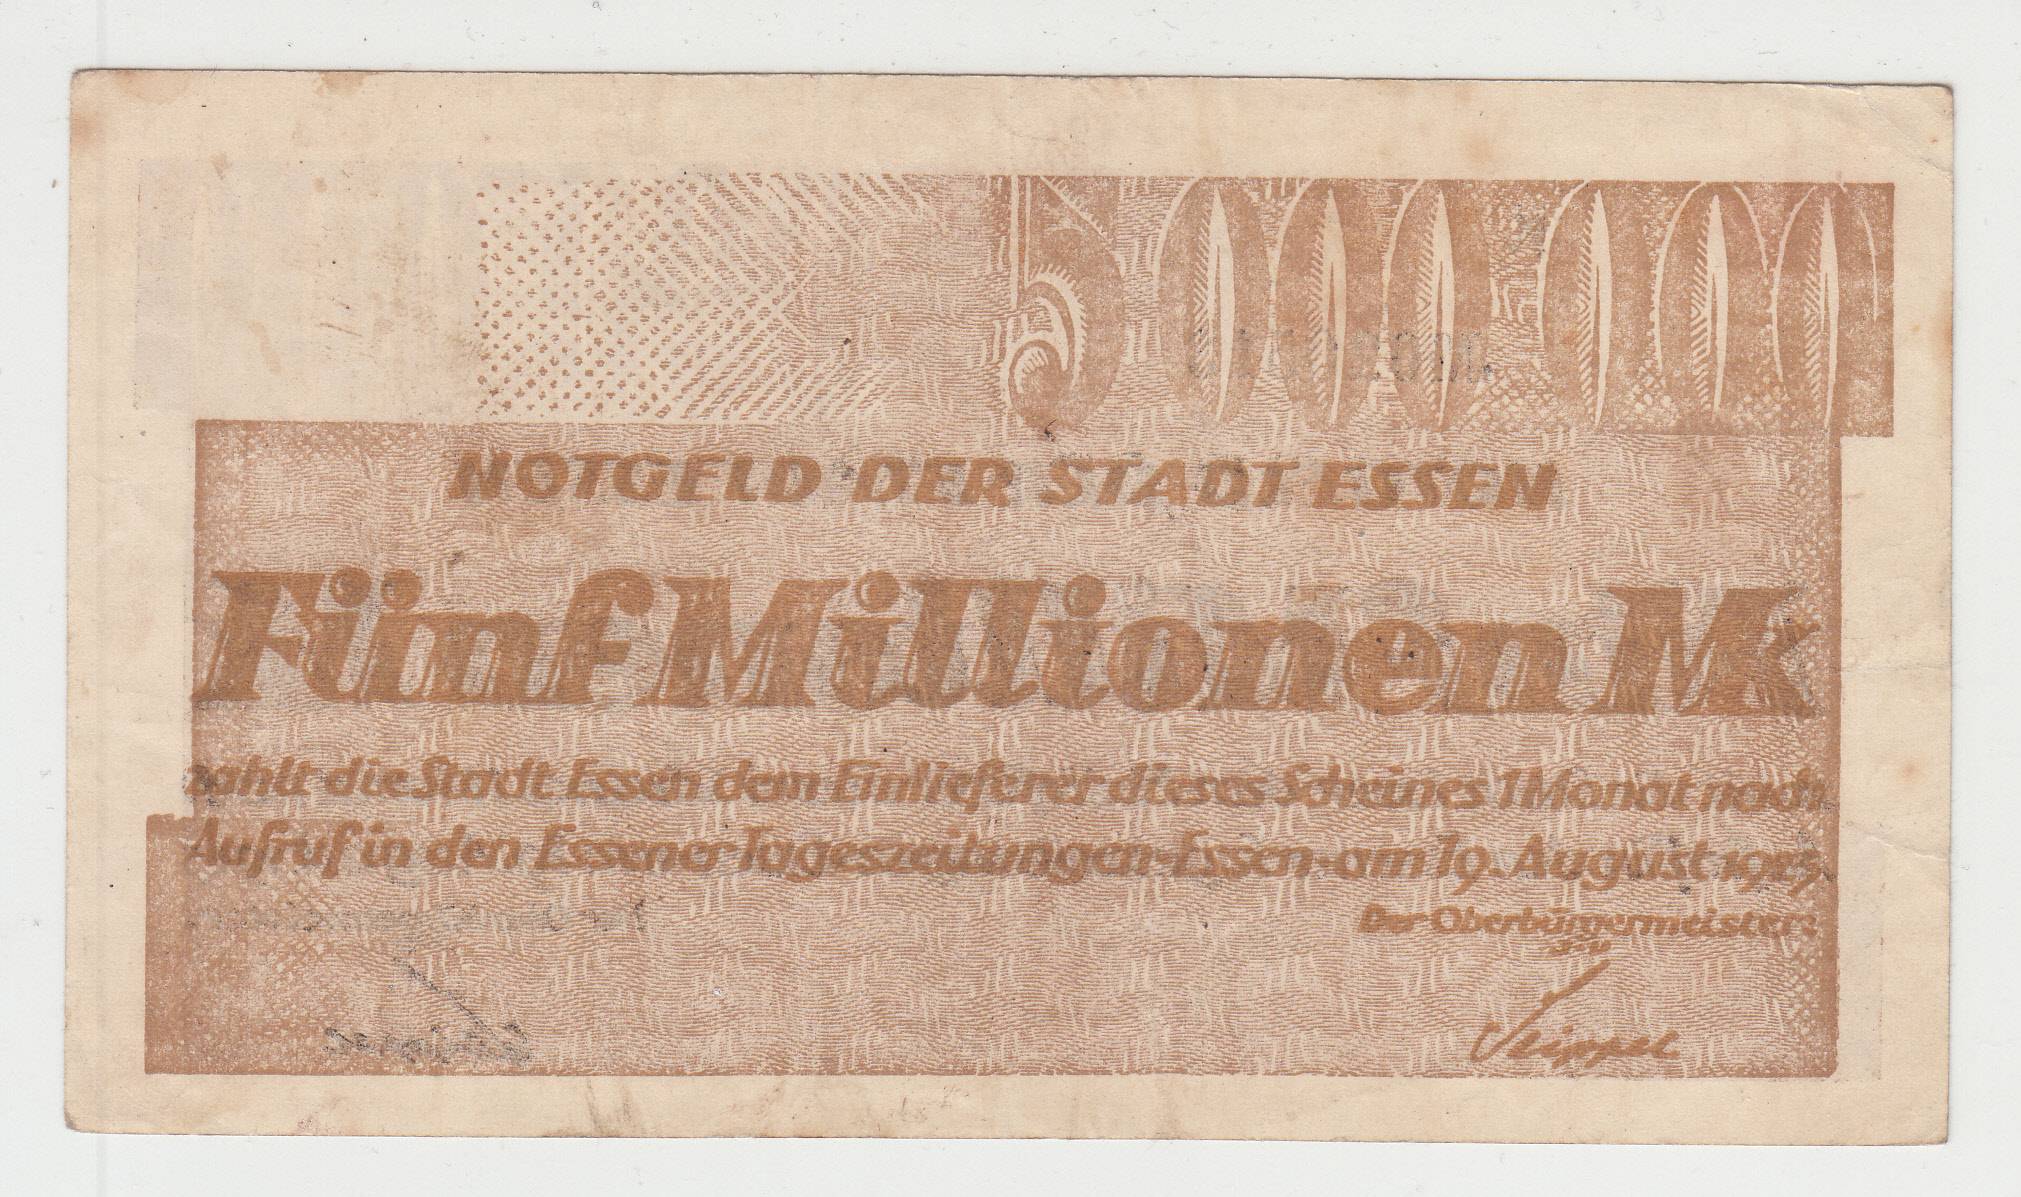 5000000
NOTGELD DER STADT ESSEN
Fünf Millionen MK
zahlt die Stadt Essen dem Einlieferer dieses Scheines 1 Monat nach
Aufruf in den Essener Tageszeitungen-Essen-am 19. August 1923.
Der Oberbürgermeister: